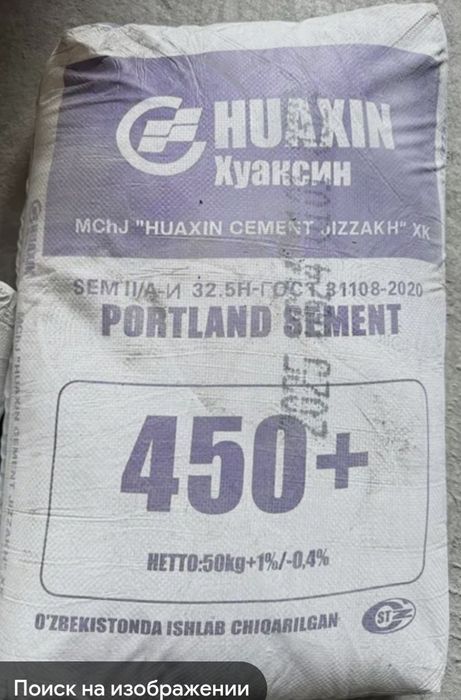 HUAXIN
Хуаксин
MChJ "HUAXIN CEMENT JIZZAKH" XK
SEM II/A-И 32.5Н-ГОСТ 31108-2020
PORTLAND SEMENT
450+
НЕТТО:50kg+1%/-0,4%
O'ZBEKISTONDA ISHLAB CHIQARILGAN
ST
Поиск на изображении